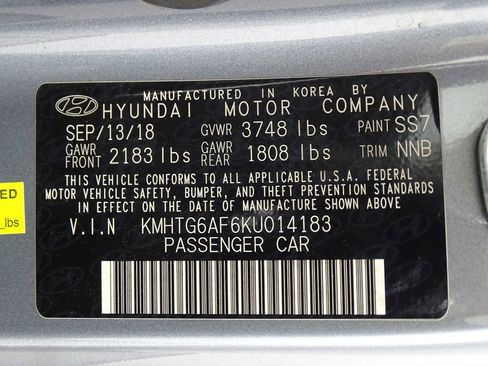 MANUFACTURED IN KOREA BY
HYUNDAI MOTOR COMPANY
SEP/13/18 GVWR 3748 lbs PAINT SS7
GAWR FRONT 2183 lbs GAWR REAR 1808 lbs TRIM NNB
THIS VEHICLE CONFORMS TO ALL APPLICABLE U.S.A. FEDERAL
MOTOR VEHICLE SAFETY, BUMPER, AND THEFT PREVENTION STANDARDS
IN EFFECT ON THE DATE OF MANUFACTURE SHOWN ABOVE.
V.I.N KMHTG6AF6KU014183
PASSENGER CAR
lbs